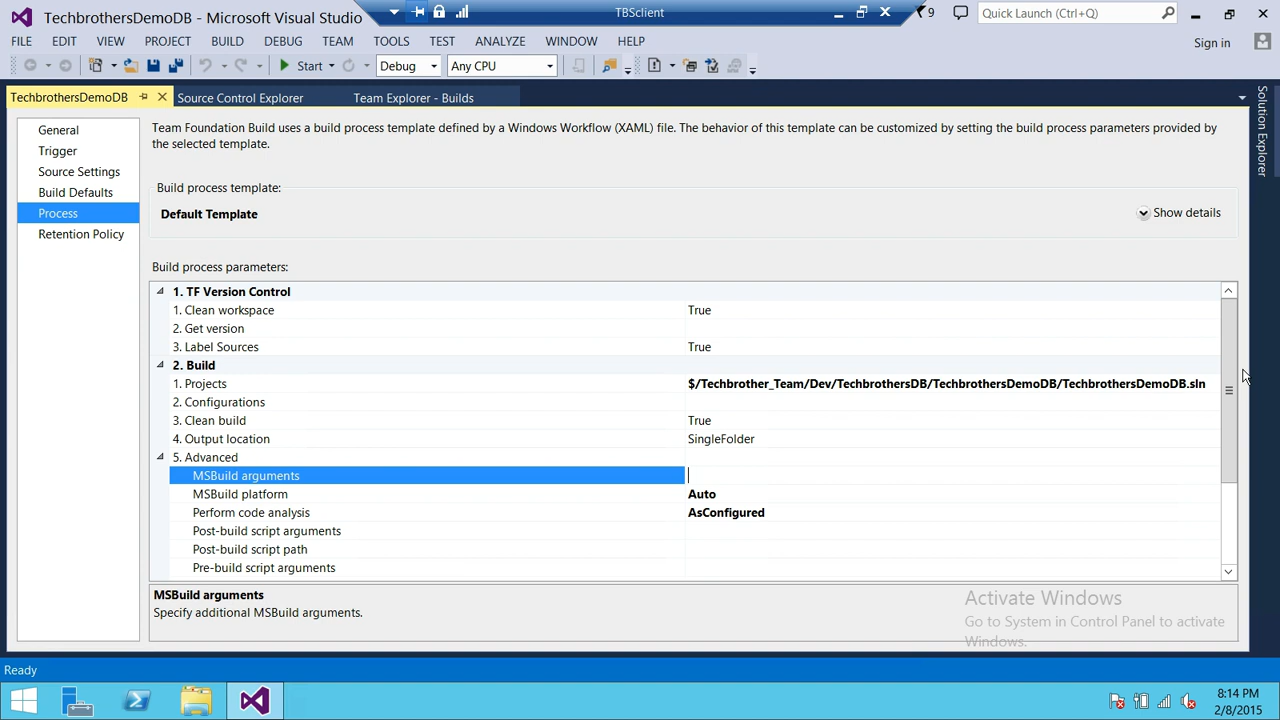 TechbrothersDemoDB - Microsoft Visual Studio
TBSclient
9
Quick Launch (Ctrl+Q)
FILE EDIT VIEW PROJECT BUILD DEBUG TEAM TOOLS TEST ANALYZE WINDOW HELP
Sign in
Start Debug Any CPU
TechbrothersDemoDB Source Control Explorer Team Explorer - Builds
Solution Explorer
General
Trigger
Source Settings
Build Defaults
Process
Retention Policy
Team Foundation Build uses a build process template defined by a Windows Workflow (XAML) file. The behavior of this template can be customized by setting the build process parameters provided by
the selected template.
Build process template:
Default Template
Show details
Build process parameters:
1. TF Version Control
1. Clean workspace True
2. Get version
3. Label Sources True
2. Build
1. Projects $/Techbrother_Team/Dev/TechbrothersDB/TechbrothersDemoDB/TechbrothersDemoDB.sln
2. Configurations
3. Clean build True
4. Output location SingleFolder
5. Advanced
MSBuild arguments
MSBuild platform Auto
Perform code analysis AsConfigured
Post-build script arguments
Post-build script path
Pre-build script arguments
MSBuild arguments
Specify additional MSBuild arguments.
Activate Windows
Go to System in Control Panel to activate
Windows.
Ready
8:14 PM
2/8/2015